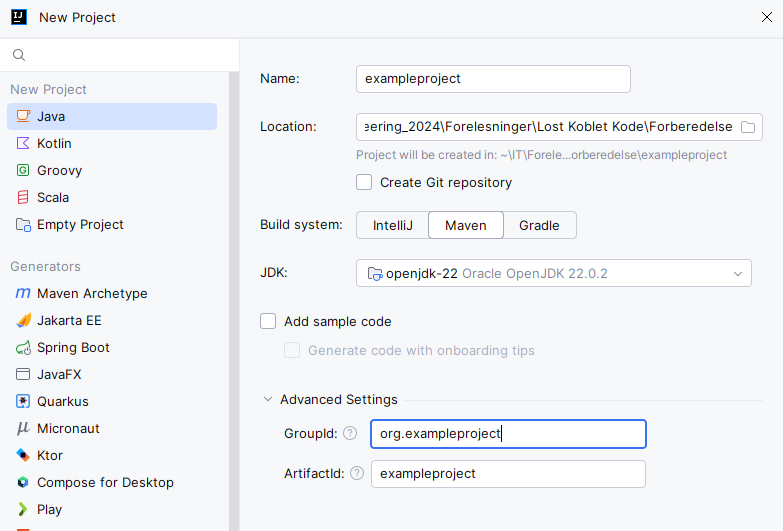 New Project
New Project
Java
Kotlin
Groovy
Scala
Empty Project
Generators
Maven Archetype
Jakarta EE
Spring Boot
JavaFX
Quarkus
Micronaut
Ktor
Compose for Desktop
Play
Name:
exampleproject
Location:
eering_2024\Forelesninger\Lost Koblet Kode\Forberedelse
Project will be created in: ~\IT\Forele...orberedelse\exampleproject
Create Git repository
Build system:
IntelliJ Maven Gradle
JDK:
openjdk-22 Oracle OpenJDK 22.0.2
Add sample code
Generate code with onboarding tips
Advanced Settings
GroupId: ?
org.exampleproject
ArtifactId: ?
exampleproject